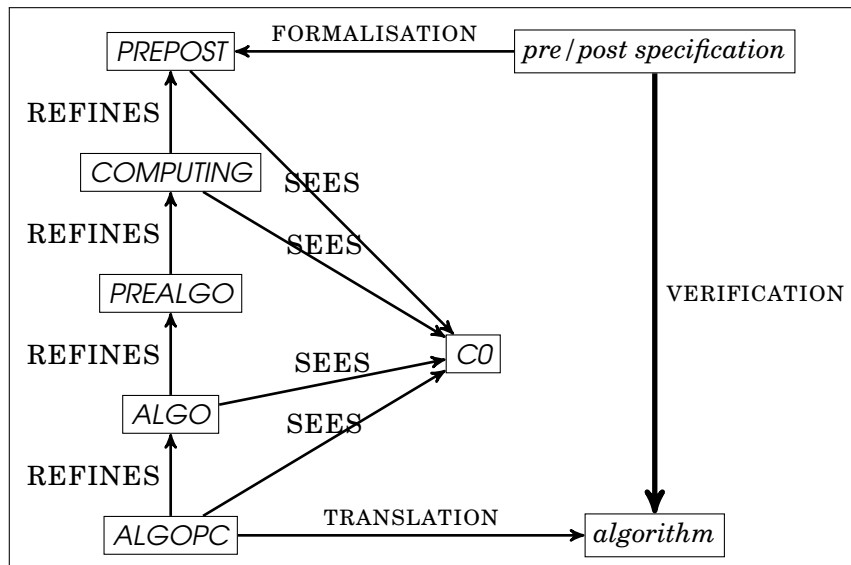 FORMALISATION
PREPOST
pre/post specification
REFINES
COMPUTING
SEES
REFINES
SEES
PREALGO
VERIFICATION
REFINES
SEES
C0
ALGO
SEES
REFINES
ALGOPC
TRANSLATION
algorithm